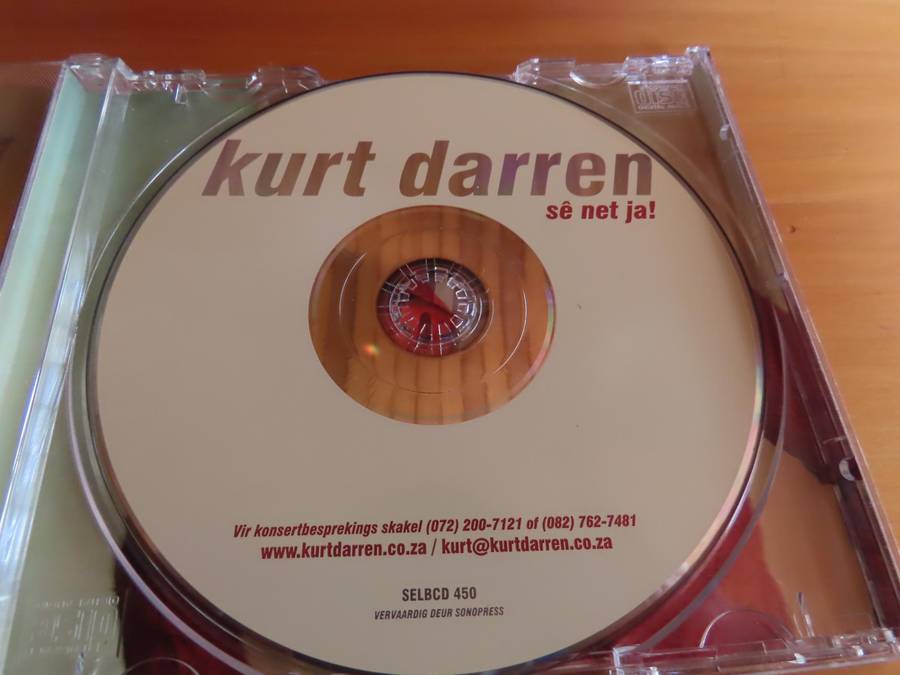 kurt darren
sê net ja!
Vir konsertbesprekings skakel (072) 200-7121 of (082) 762-7481
www.kurtdarren.co.za / kurt@kurtdarren.co.za
SELBCD 450
VERVAARDIG DEUR SONOPRESS